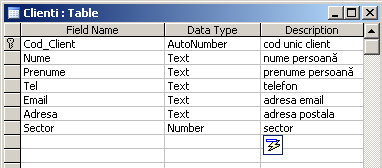 Clienti : Table
Field Name Data Type Description
Cod_Client AutoNumber cod unic client
Nume Text nume persoană
Prenume Text prenume persoană
Tel Text telefon
Email Text adresa email
Adresa Text adresa postala
Sector Number sector